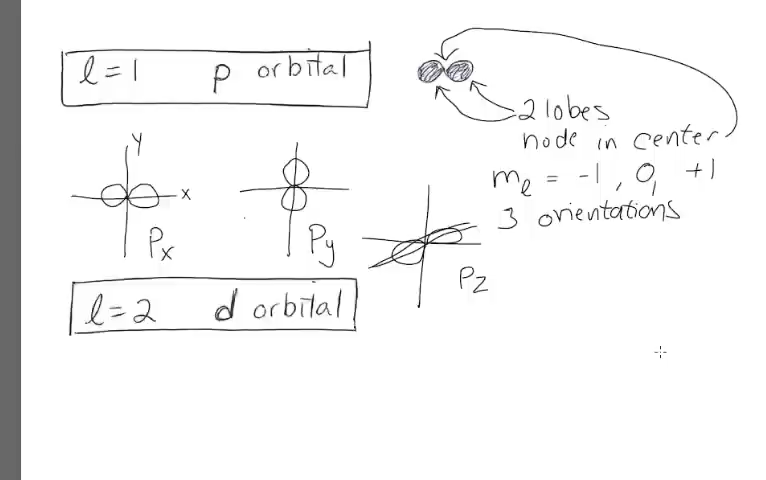 l=1 p orbital
2 lobes
node in center
mℓ = -1, 0, +1
3 orientations
Y
x
Px
Py
Pz
l=2 d orbital